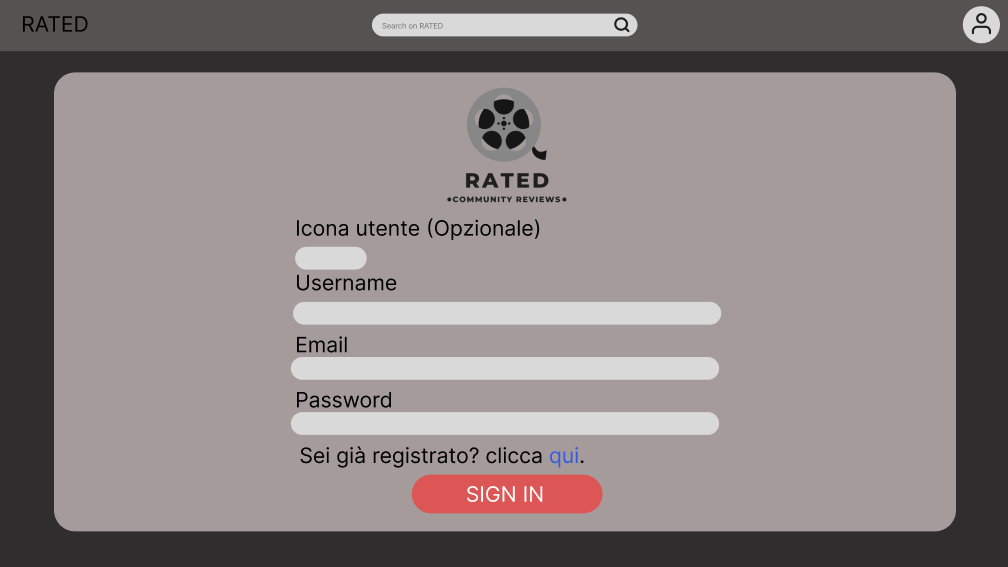 RATED
Search on RATED
RATED
•COMMUNITY REVIEWS•
Icona utente (Opzionale)
Username
Email
Password
Sei già registrato? clicca qui.
SIGN IN